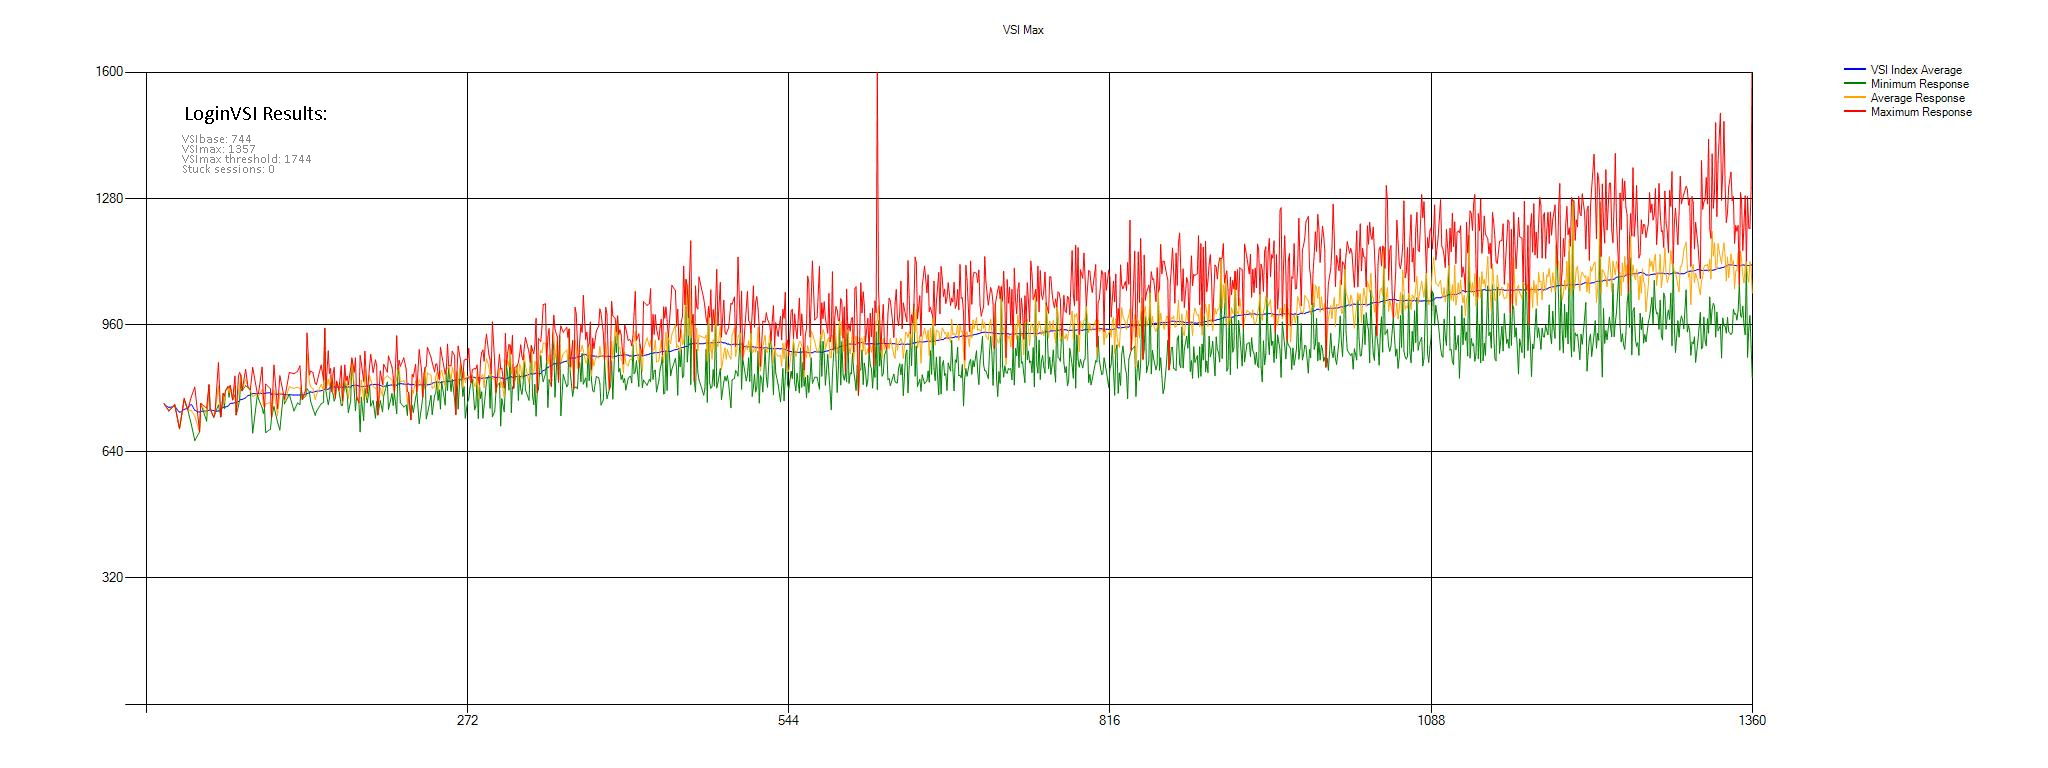 VSI Max
1600
1280
960
640
320
272
544
816
1088
1360
LoginVSI Results:
VSIbase: 744
VSImax: 1357
VSImax threshold: 1744
Stuck sessions: 0
VSI Index Average
Minimum Response
Average Response
Maximum Response